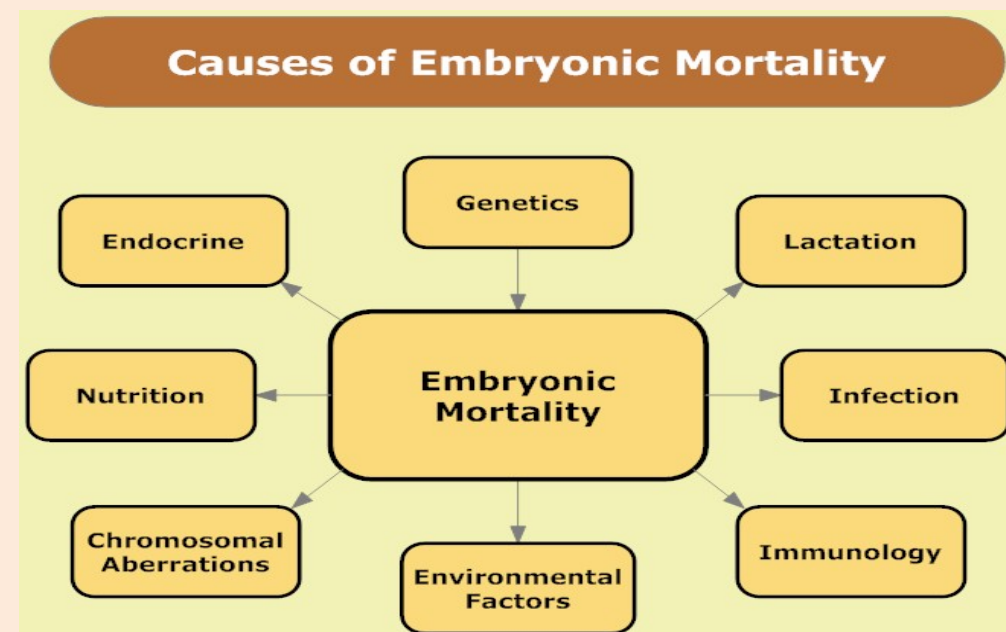 Causes of Embryonic Mortality
Genetics
Endocrine
Lactation
Embryonic
Mortality
Nutrition
Infection
Chromosomal
Aberrations
Environmental
Factors
Immunology